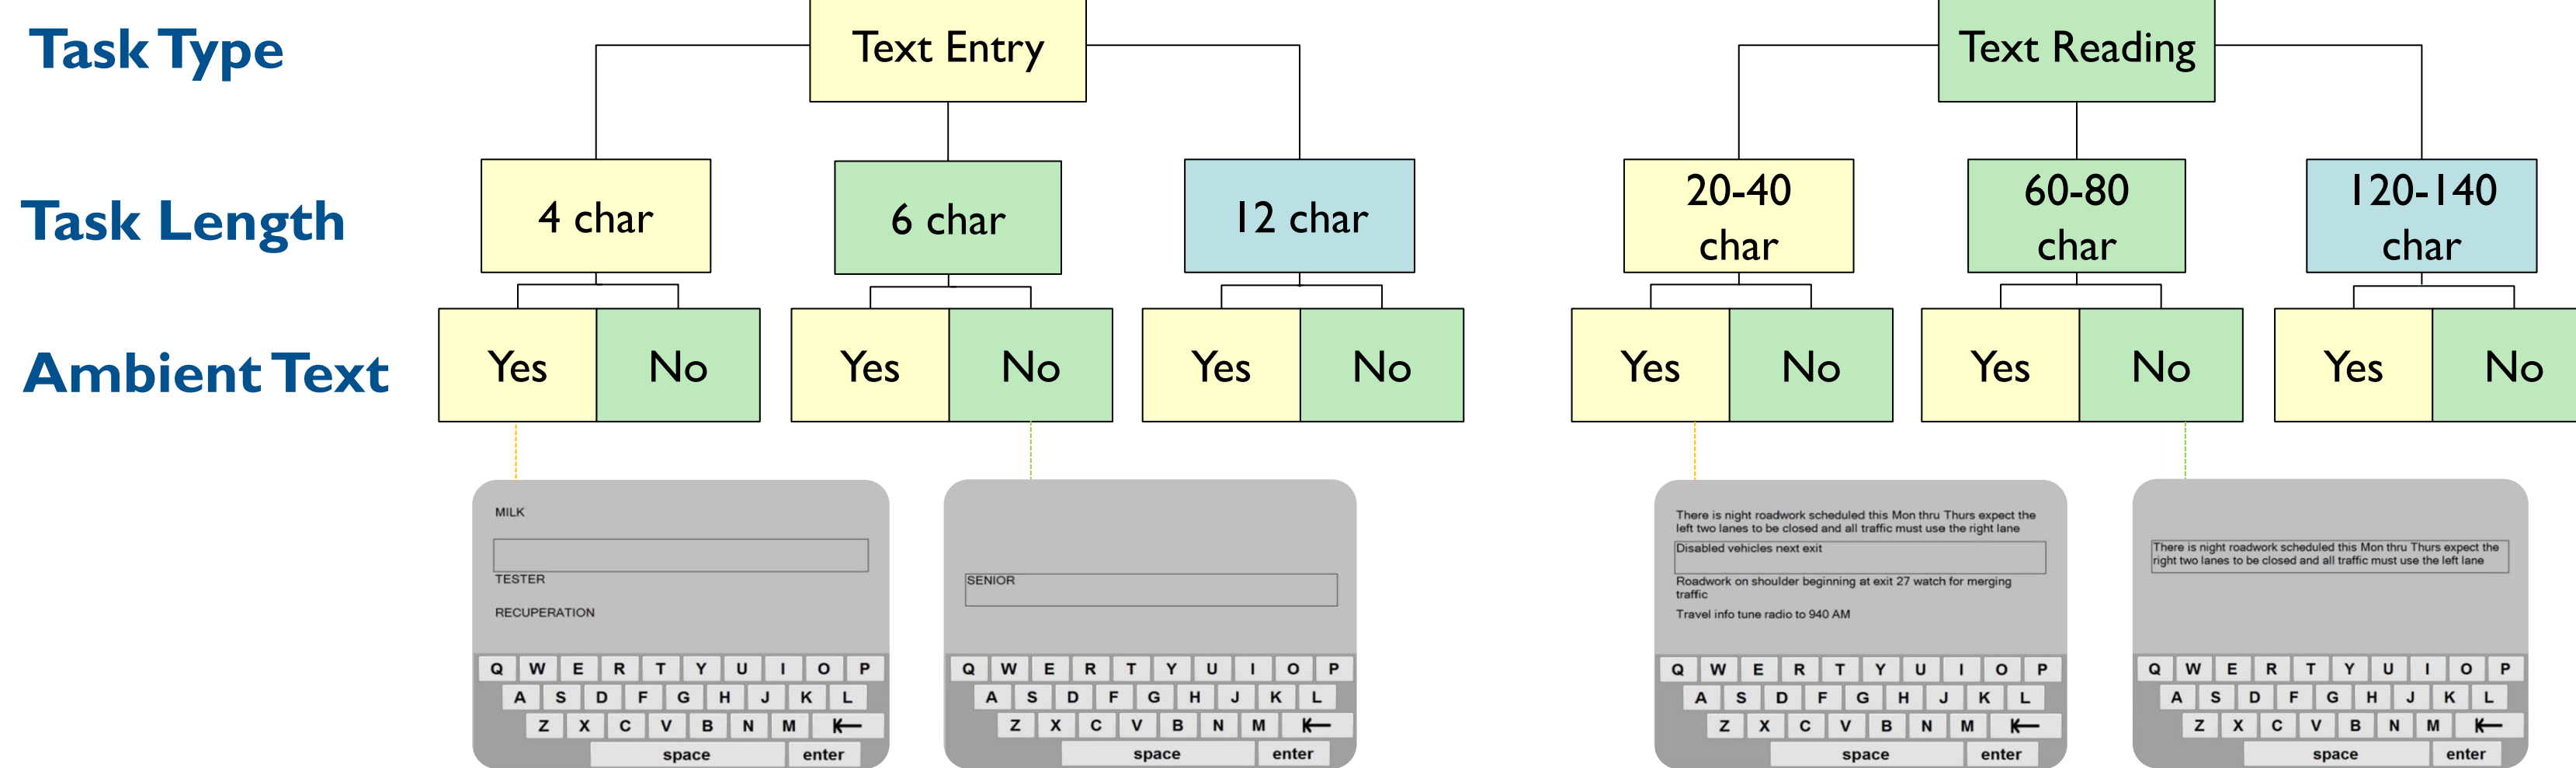 Task Type
Text Entry
Text Reading
Task Length
4 char
6 char
12 char
20-40
char
60-80
char
120-140
char
Ambient Text
Yes
No
Yes
No
Yes
No
Yes
No
Yes
No
Yes
No
MILK
TESTER
RECUPERATION
Q W E R T Y U I O P
A S D F G H J K L
Z X C V B N M
space enter
SENIOR
Q W E R T Y U I O P
A S D F G H J K L
Z X C V B N M
space enter
There is night roadwork scheduled this Mon thru Thurs expect the
left two lanes to be closed and all traffic must use the right lane
Disabled vehicles next exit
Roadwork on shoulder beginning at exit 27 watch for merging
traffic
Travel info tune radio to 940 AM
Q W E R T Y U I O P
A S D F G H J K L
Z X C V B N M
space enter
There is night roadwork scheduled this Mon thru Thurs expect the
right two lanes to be closed and all traffic must use the left lane
Q W E R T Y U I O P
A S D F G H J K L
Z X C V B N M
space enter